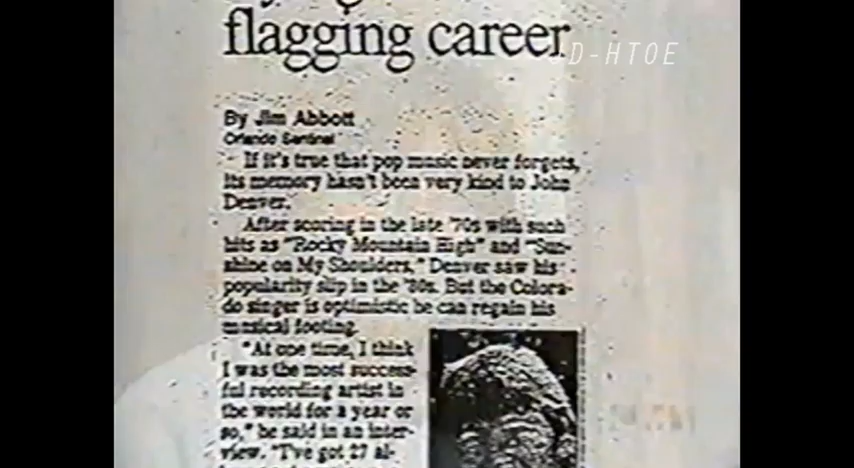 flagging career
JD-HTOE
By Jim Abbott
Orlando Sentinel
If it's true that pop music never forgets,
its memory hasn't been very kind to John
Denver.
After scoring in the late '70s with such
hits as "Rocky Mountain High" and "Sun-
shine on My Shoulders," Denver saw his
popularity slip in the '80s. But the Colora-
do singer is optimistic he can regain his
musical footing.
"At one time, I think
I was the most success-
ful recording artist in
the world for a year or
so," he said in an inter-
view. "I've got 27 al-